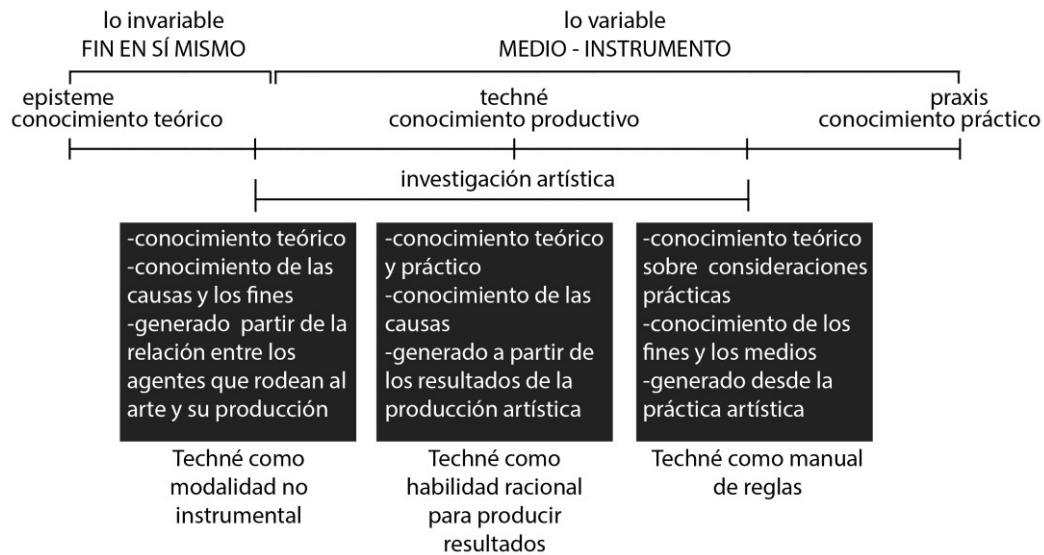 lo invariable
FIN EN SÍ MISMO
lo variable
MEDIO - INSTRUMENTO
episteme
conocimiento teórico
techné
conocimiento productivo
praxis
conocimiento práctico
investigación artística
-conocimiento teórico
-conocimiento de las
causas y los fines
-generado partir de la
relación entre los
agentes que rodean al
arte y su producción
-conocimiento teórico
y práctico
-conocimiento de las
causas
-generado a partir de
los resultados de la
producción artística
-conocimiento teórico
sobre consideraciones
prácticas
-conocimiento de los
fines y los medios
-generado desde la
práctica artística
Techné como
modalidad no
instrumental
Techné como
habilidad racional
para producir
resultados
Techné como manual
de reglas